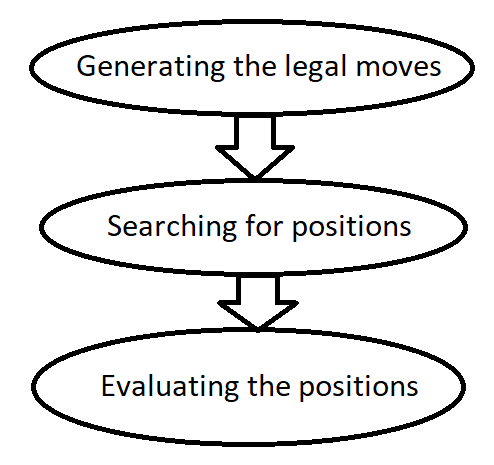 Generating the legal moves
Searching for positions
Evaluating the positions